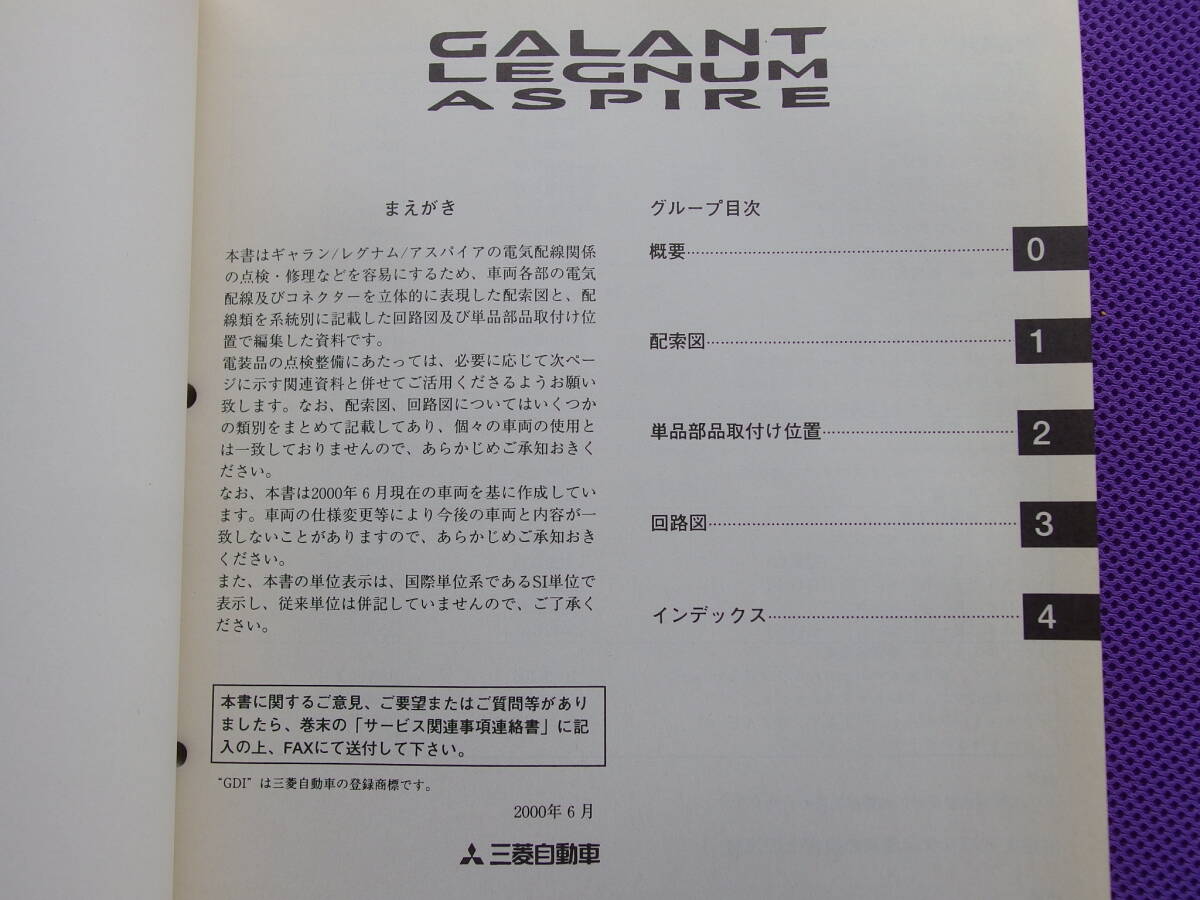 GALANT
LEGNUM
ASPIRE
まえがき
本書はギャラン/レグナム/アスパイアの電気配線関係
の点検・修理などを容易にするため、車両各部の電気
配線及びコネクターを立体的に表現した配索図と、配
線類を系統別に記載した回路図及び単品部品取付け位
置で編集した資料です。
電装品の点検整備にあたっては、必要に応じて次ペー
ジに示す関連資料と併せてご活用くださるようお願い
致します。なお、配索図、回路図についてはいくつか
の類別をまとめて記載してあり、個々の車両の使用と
は一致しておりませんので、あらかじめご承知おきく
ださい。
なお、本書は2000年6月現在の車両を基に作成してい
ます。車両の仕様変更等により今後の車両と内容が一
致しないことがありますので、あらかじめご承知おき
ください。
また、本書の単位表示は、国際単位系であるSI単位で
表示し、従来単位は併記していませんので、ご了承く
ださい。
本書に関するご意見、ご要望またはご質問等があり
ましたら、巻末の「サービス関連事項連絡書」に記
入の上、FAXにて送付して下さい。
“GDI”は三菱自動車の登録商標です。
2000年6月
三菱自動車
グループ目次
概要 0
配索図 1
単品部品取付け位置 2
回路図 3
インデックス 4